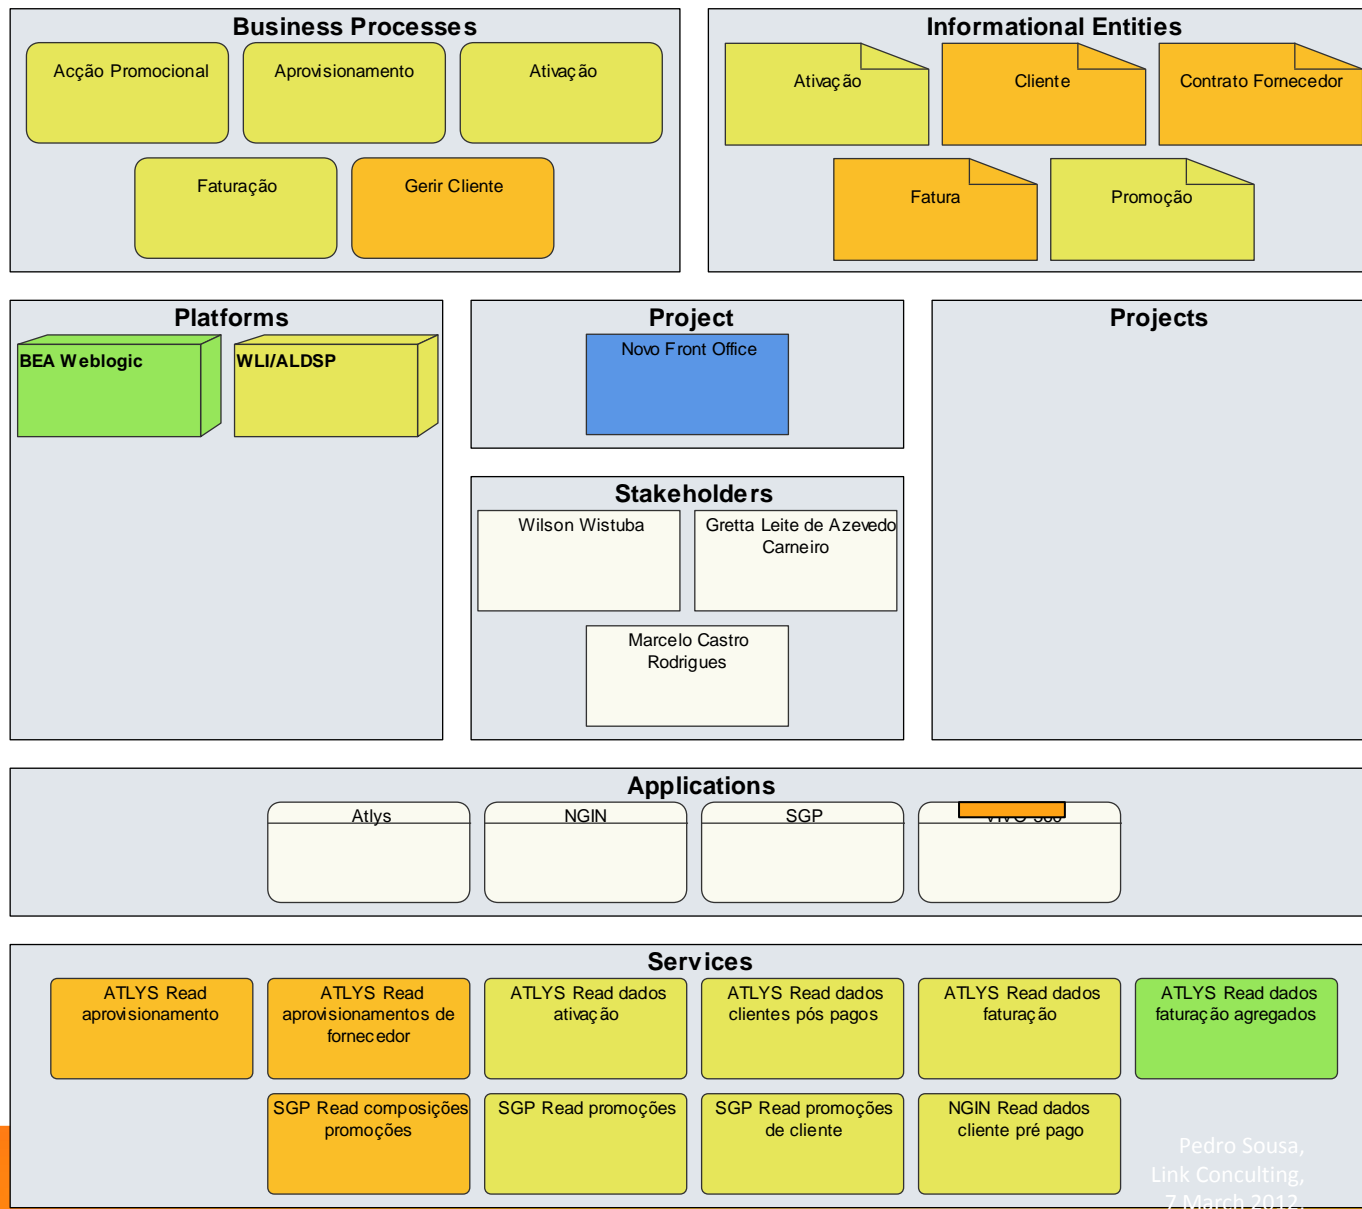 Business Processes
Acção Promocional
Aprovisionamento
Ativação
Faturação
Gerir Cliente
Informational Entities
Ativação
Cliente
Contrato Fornecedor
Fatura
Promoção
Platforms
BEA Weblogic
WLI/ALDSP
Project
Novo Front Office
Projects
Stakeholders
Wilson Wistuba
Gretta Leite de Azevedo
Carneiro
Marcelo Castro
Rodrigues
Applications
Atlys
NGIN
SGP
Services
ATLYS Read
aprovisionamento
ATLYS Read
aprovisionamentos de
fornecedor
ATLYS Read dados
ativação
ATLYS Read dados
clientes pós pagos
ATLYS Read dados
faturação
ATLYS Read dados
faturação agregados
SGP Read composições
promoções
SGP Read promoções
SGP Read promoções
de cliente
NGIN Read dados
cliente pré pago
Pedro Sousa,
Link Conculting,
7 March 2012.